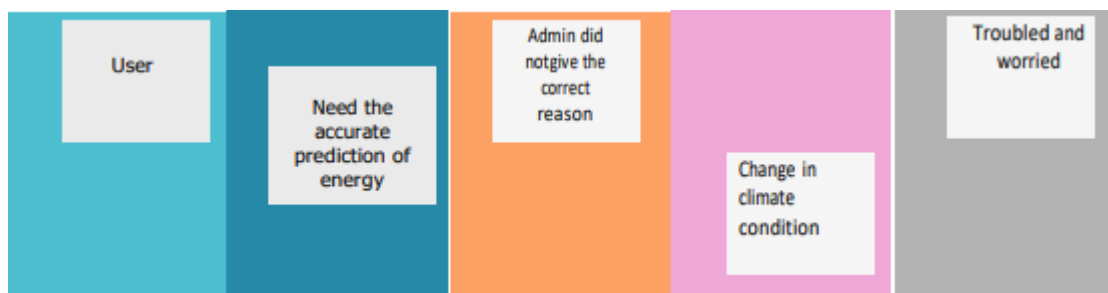 User
Need the
accurate
prediction of
energy
Admin did
notgive the
correct
reason
Change in
climate
condition
Troubled and
worried